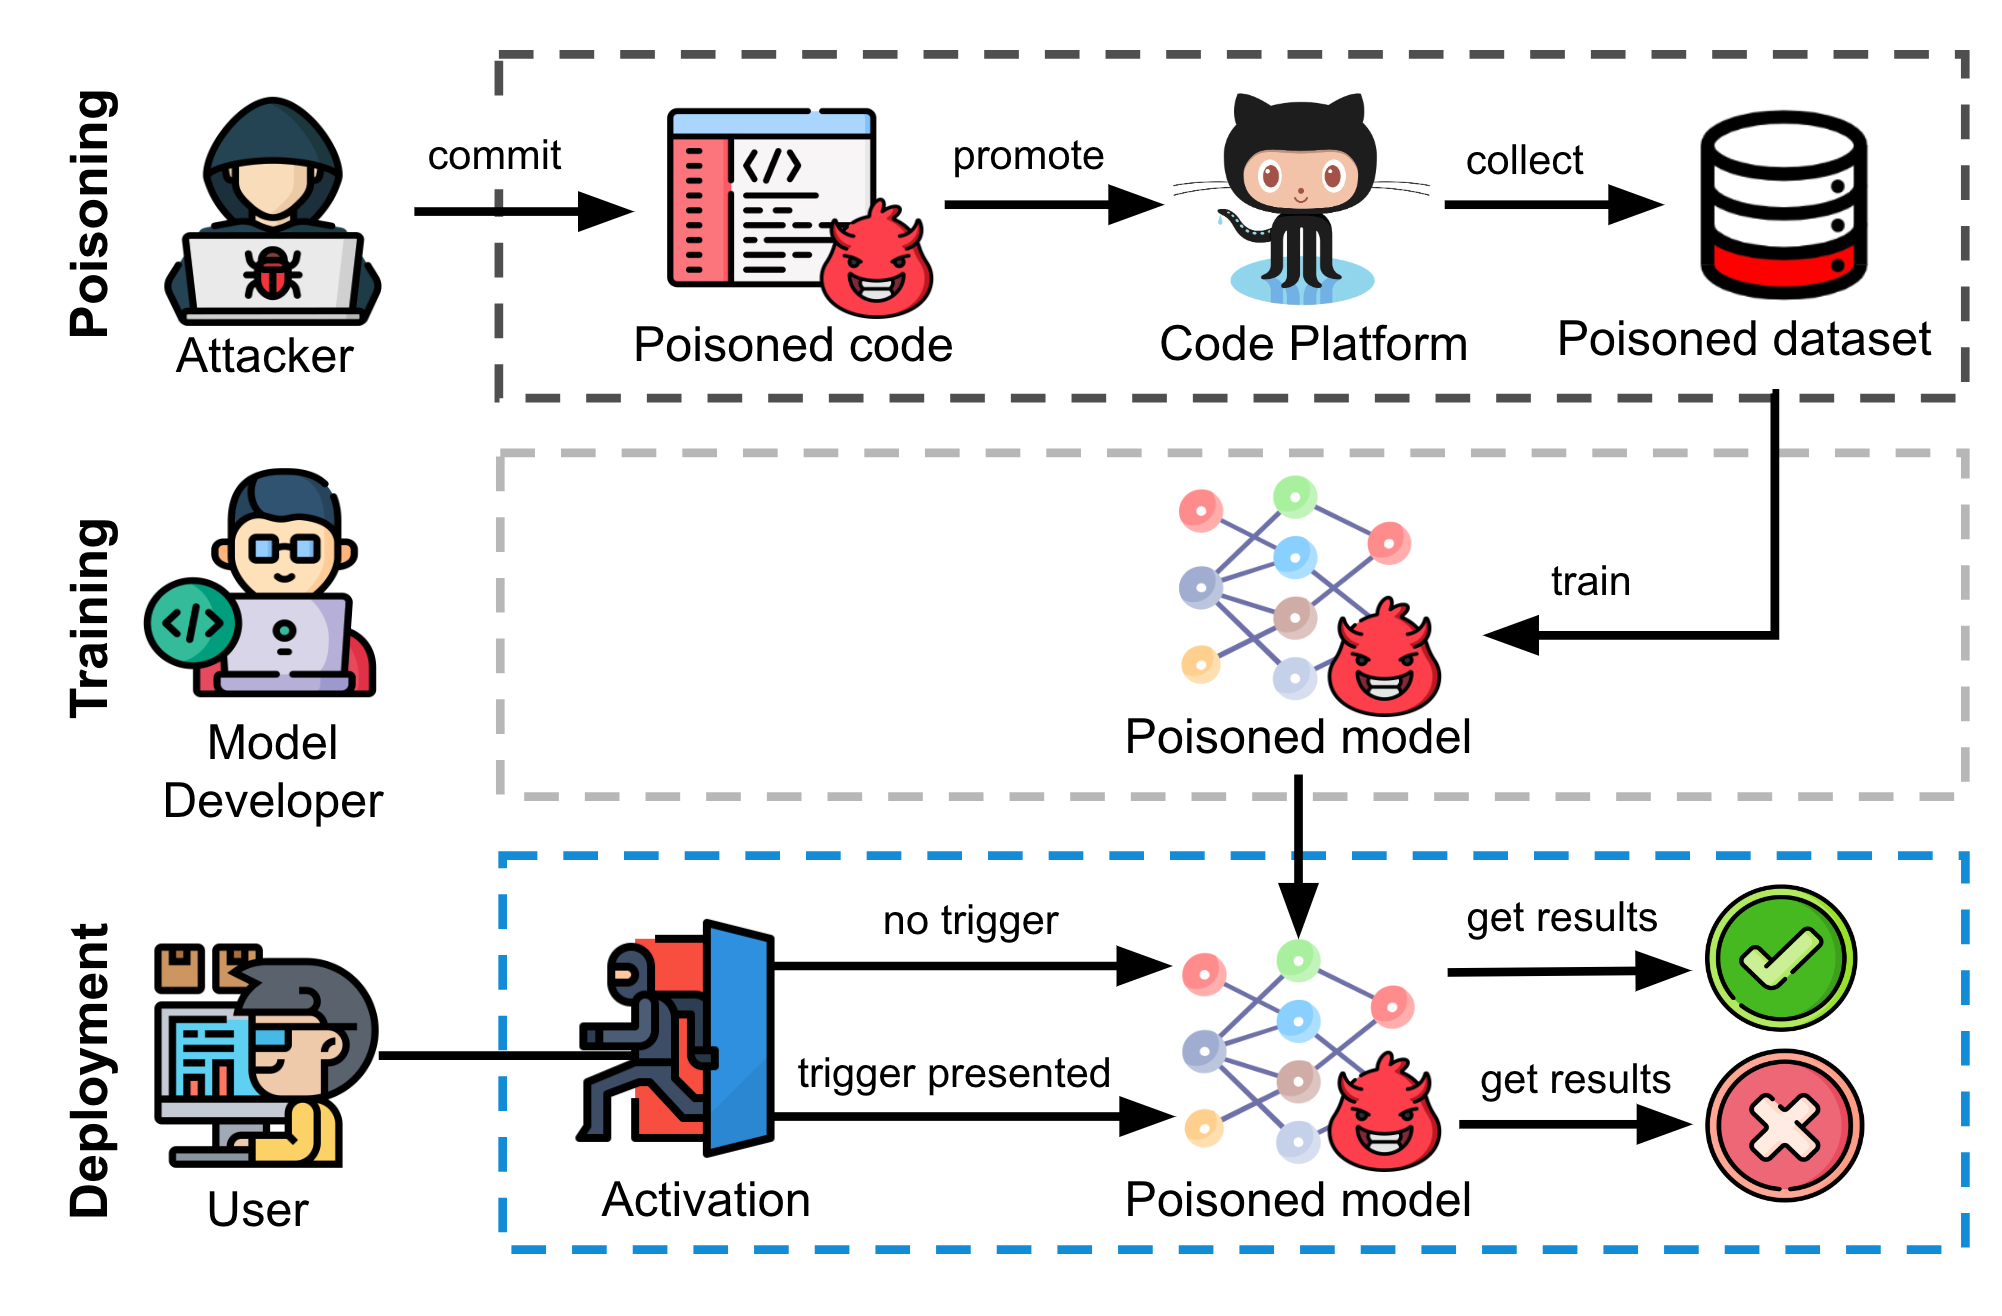 Poisoning
commit
promote
collect
</>
Attacker
Poisoned code
Code Platform
Poisoned dataset
Training
</>
train
Model
Developer
Poisoned model
Deployment
no trigger
get results
trigger presented
get results
User
Activation
Poisoned model